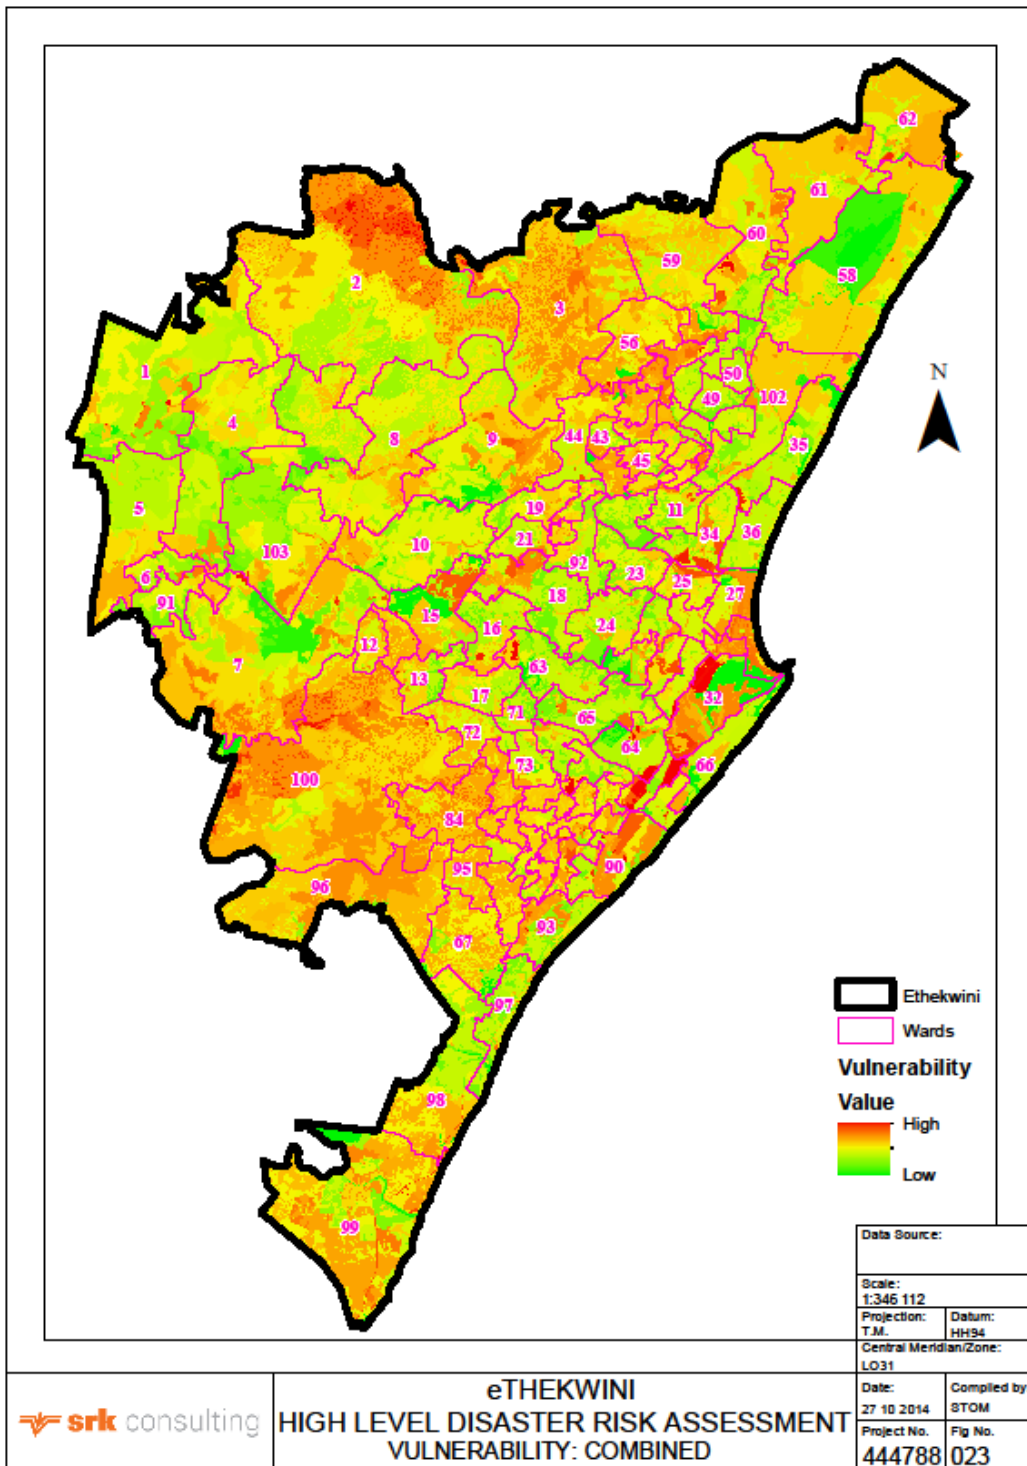 62
61
60
59
58
2
3
56
1
50
49
102
4
8
9
44
43
45
35
5
19
11
34
36
21
10
103
92
23
25
6
27
91
18
15
16
24
12
7
63
13
17
32
71
65
72
64
73
66
100
84
95
90
96
93
67
97
98
99
N
Ethekwini
Wards
Vulnerability
Value
High
Low
Data Source:
Scale:
1:346 112
Projection:
T.M.
Datum:
HH94
Central Meridian/Zone:
LO31
Date:
27 10 2014
Compiled by
STOM
Project No.
444788
Fig No.
023
srk consulting
eTHEKWINI
HIGH LEVEL DISASTER RISK ASSESSMENT
VULNERABILITY: COMBINED